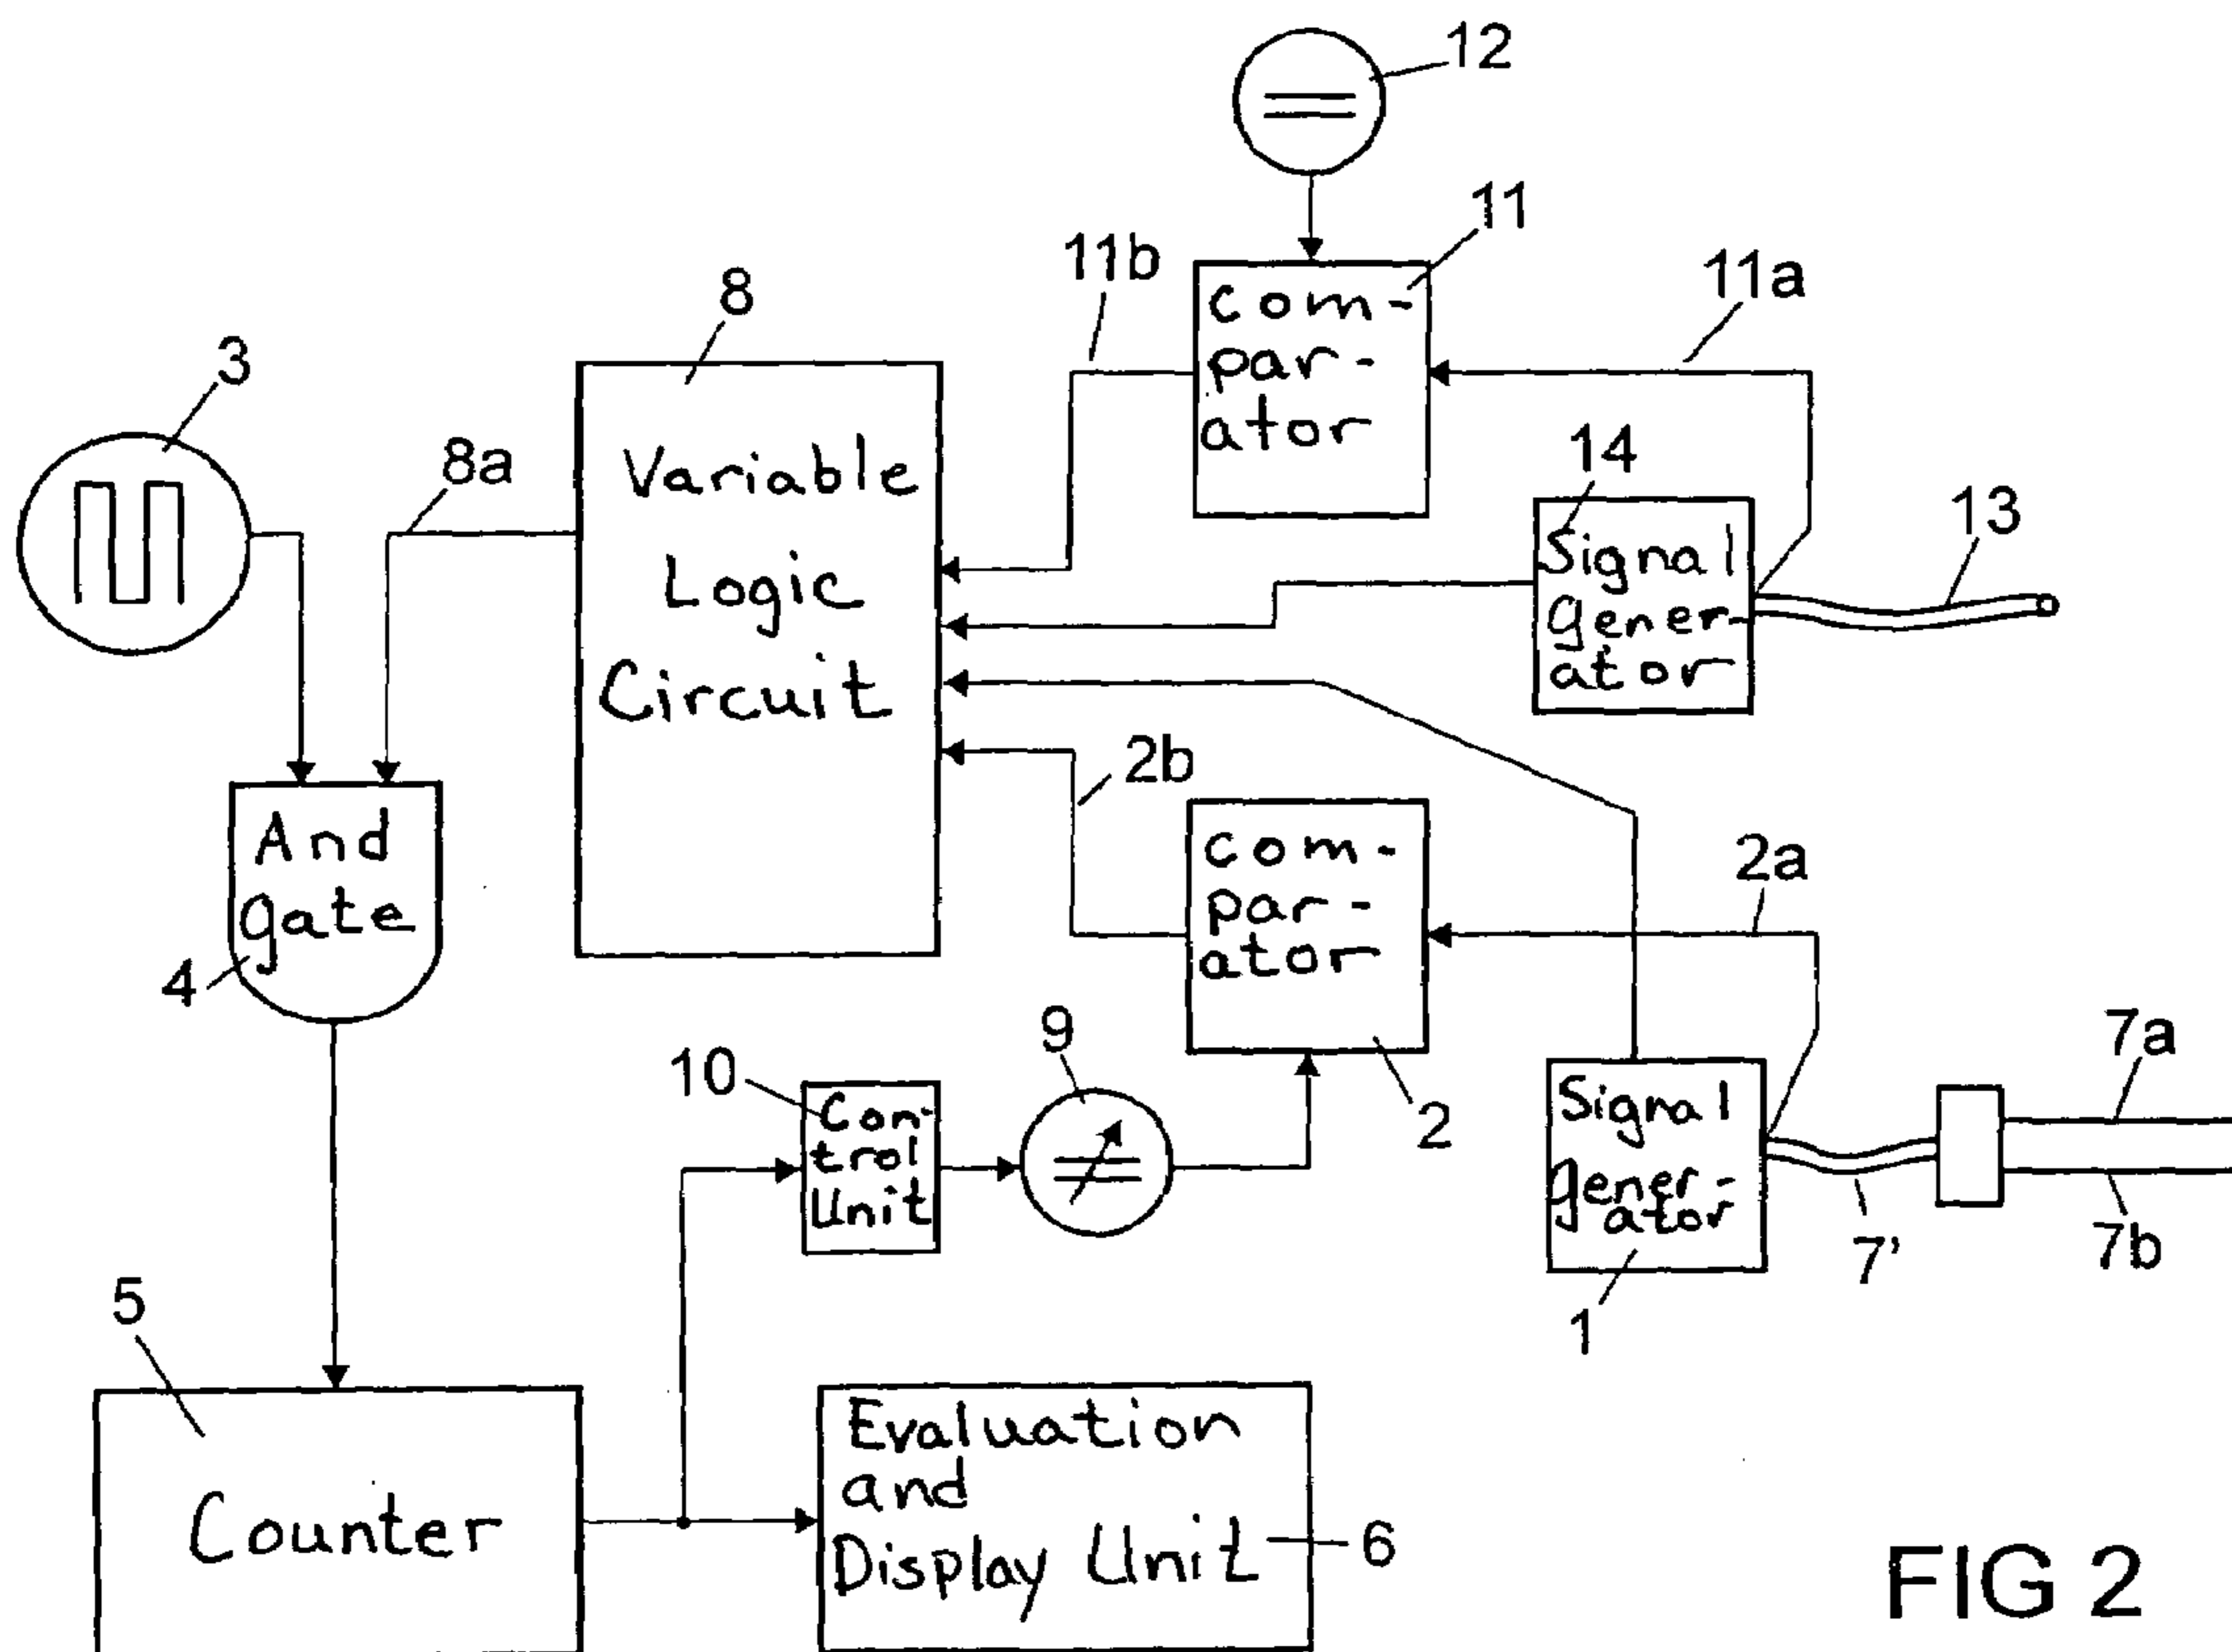 12
11
11b
11a
com-
par-
ator
8
3
8a
Variable
Logic
Circuit
14
Signal
gener-
ator
13
And
gate
4
2b
com-
par-
ator
2a
2
10
Con-
trol
Unit
9
Signal
gener-
ator
1
7a
7b
7'
5
Counter
Evaluation
and
Display Unit
6
FIG 2